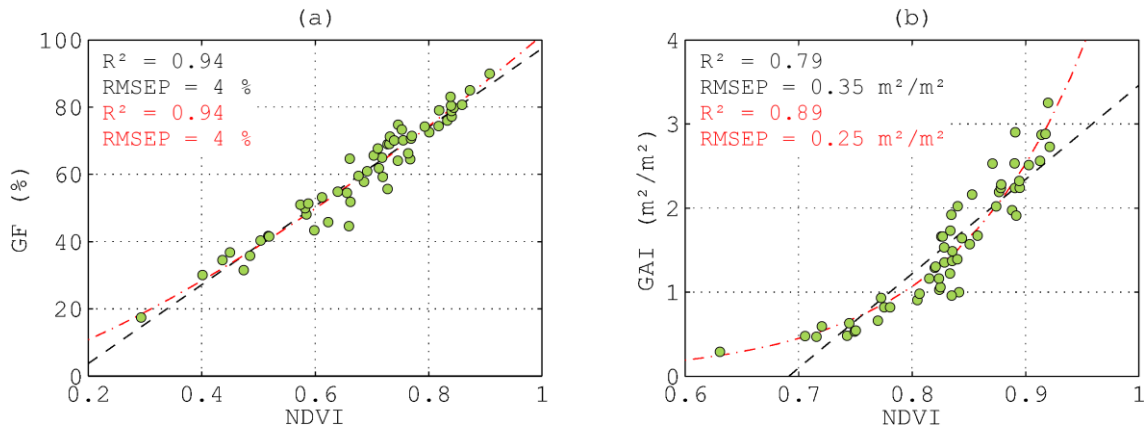 (a)
100
80
60
40
20
0
GF (%)
R² = 0.94
RMSEP = 4 %
R² = 0.94
RMSEP = 4 %
0.2 0.4 0.6 0.8 1
NDVI
(b)
4
3
2
1
0
GAI (m²/m²)
R² = 0.79
RMSEP = 0.35 m²/m²
R² = 0.89
RMSEP = 0.25 m²/m²
0.6 0.7 0.8 0.9 1
NDVI